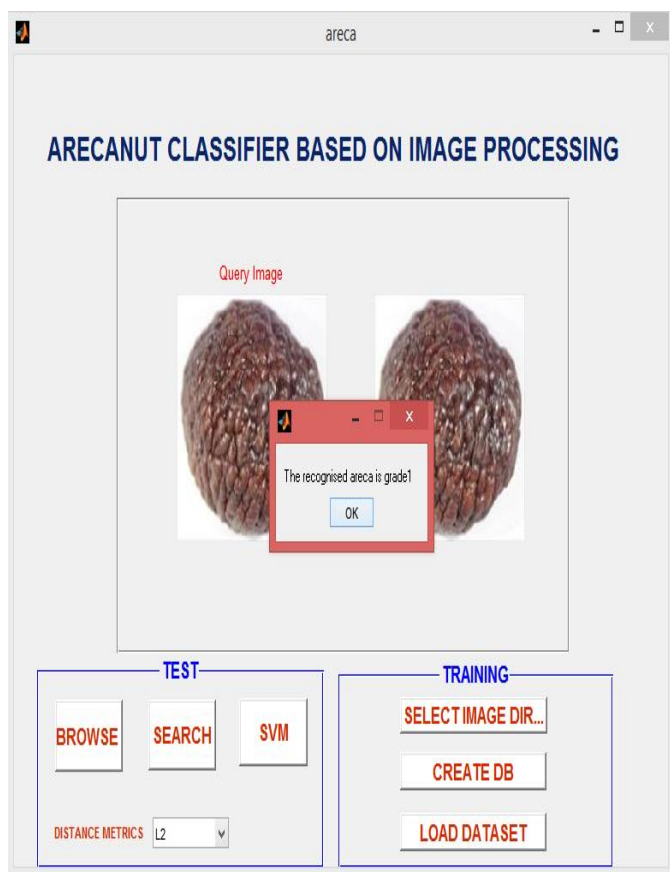 areca
ARECANUT CLASSIFIER BASED ON IMAGE PROCESSING
Query Image
The recognised areca is grade1
OK
TEST
BROWSE
SEARCH
SVM
DISTANCE METRICS
L2
TRAINING
SELECT IMAGE DIR...
CREATE DB
LOAD DATASET